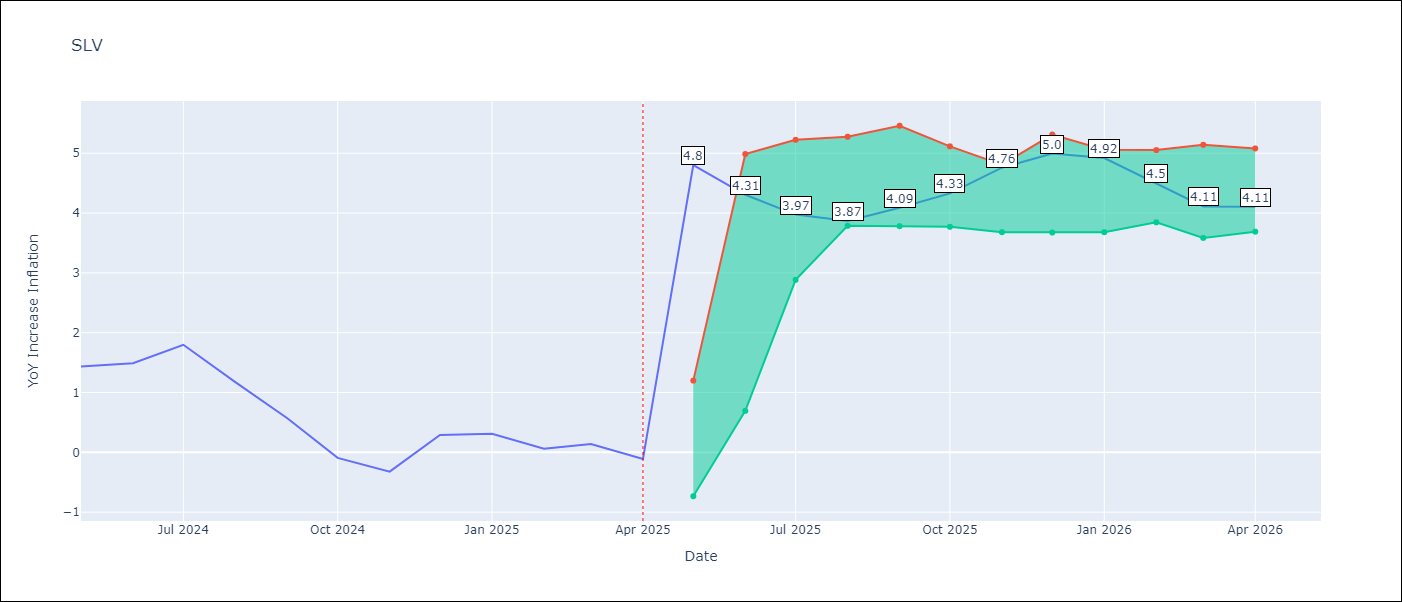 SLV
YoY Increase Inflation
5
4
3
2
1
0
−1
4.8
4.31
3.97
3.87
4.09
4.33
4.76
5.0
4.92
4.5
4.11
4.11
Jul 2024
Oct 2024
Jan 2025
Apr 2025
Jul 2025
Oct 2025
Jan 2026
Apr 2026
Date